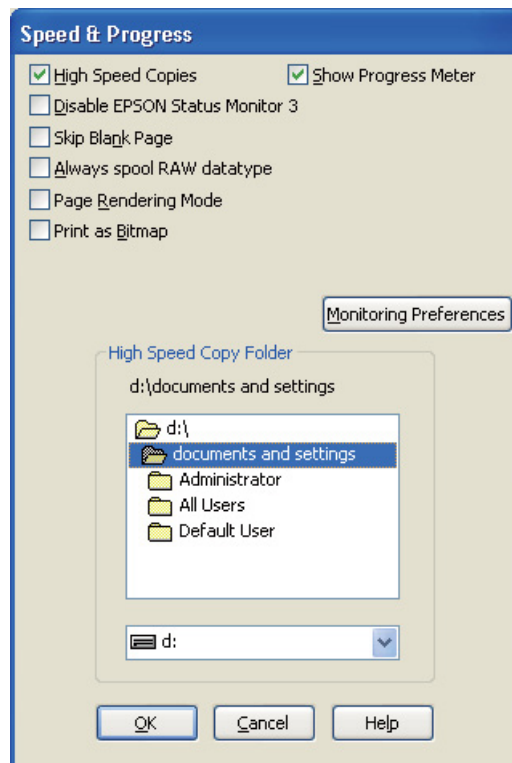 Speed & Progress
High Speed Copies Show Progress Meter
Disable EPSON Status Monitor 3
Skip Blank Page
Always spool RAW datatype
Page Rendering Mode
Print as Bitmap
Monitoring Preferences
High Speed Copy Folder
d:\documents and settings
d:\
documents and settings
Administrator
All Users
Default User
d:
OK Cancel Help